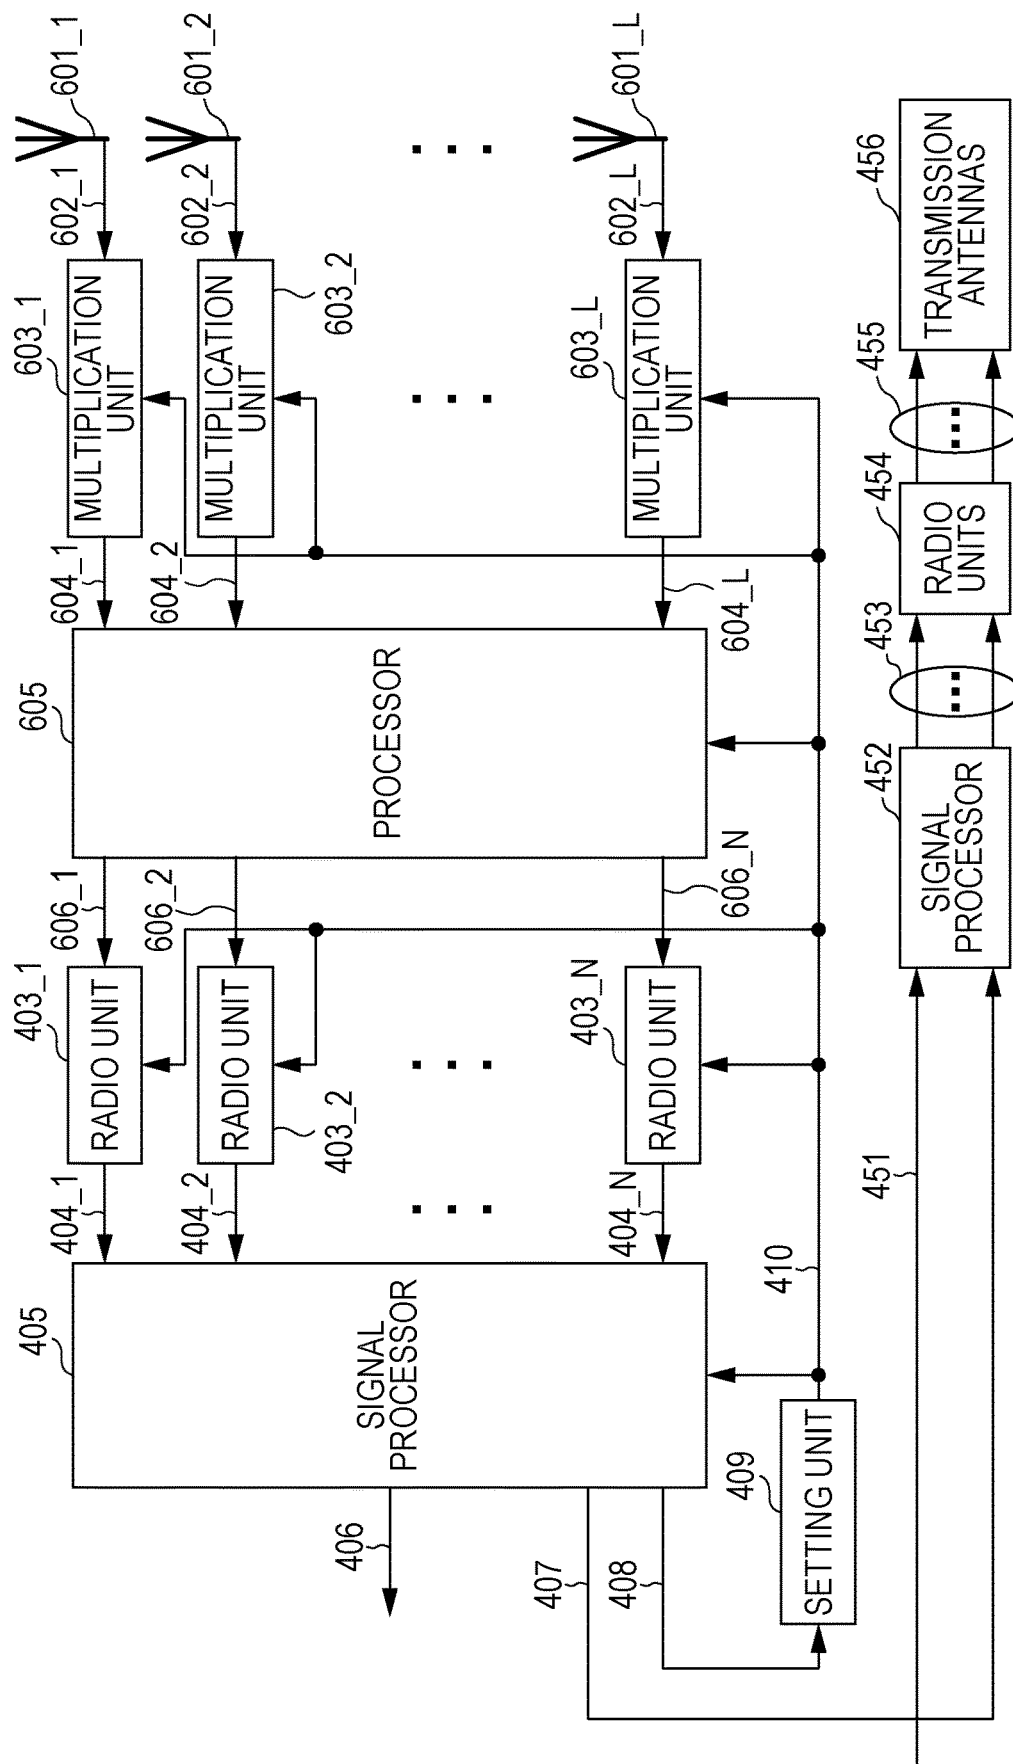 601_1
602_1
603_1
MULTIPLICATION
UNIT
604_1
601_2
602_2
603_2
MULTIPLICATION
UNIT
604_2
601_L
602_L
603_L
MULTIPLICATION
UNIT
604_L
605
PROCESSOR
606_1
606_2
606_N
403_1
RADIO UNIT
403_2
RADIO UNIT
403_N
RADIO UNIT
404_1
404_2
404_N
405
SIGNAL
PROCESSOR
406
407
408
409
SETTING UNIT
410
451
452
SIGNAL
PROCESSOR
453
454
RADIO
UNITS
455
456
TRANSMISSION
ANTENNAS